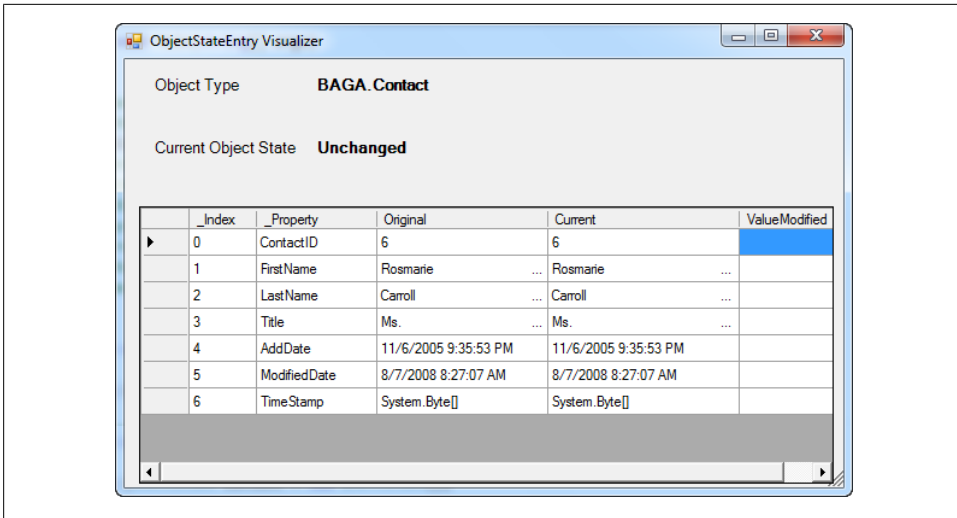 ObjectStateEntry Visualizer
Object Type BAGA.Contact
Current Object State Unchanged
_Index _Property Original Current ValueModified
0 ContactID 6 6
1 FirstName Rosmarie ... Rosmarie ...
2 LastName Carroll ... Carroll ...
3 Title Ms. ... Ms. ...
4 AddDate 11/6/2005 9:35:53 PM 11/6/2005 9:35:53 PM
5 ModifiedDate 8/7/2008 8:27:07 AM 8/7/2008 8:27:07 AM
6 TimeStamp System.Byte[] System.Byte[]